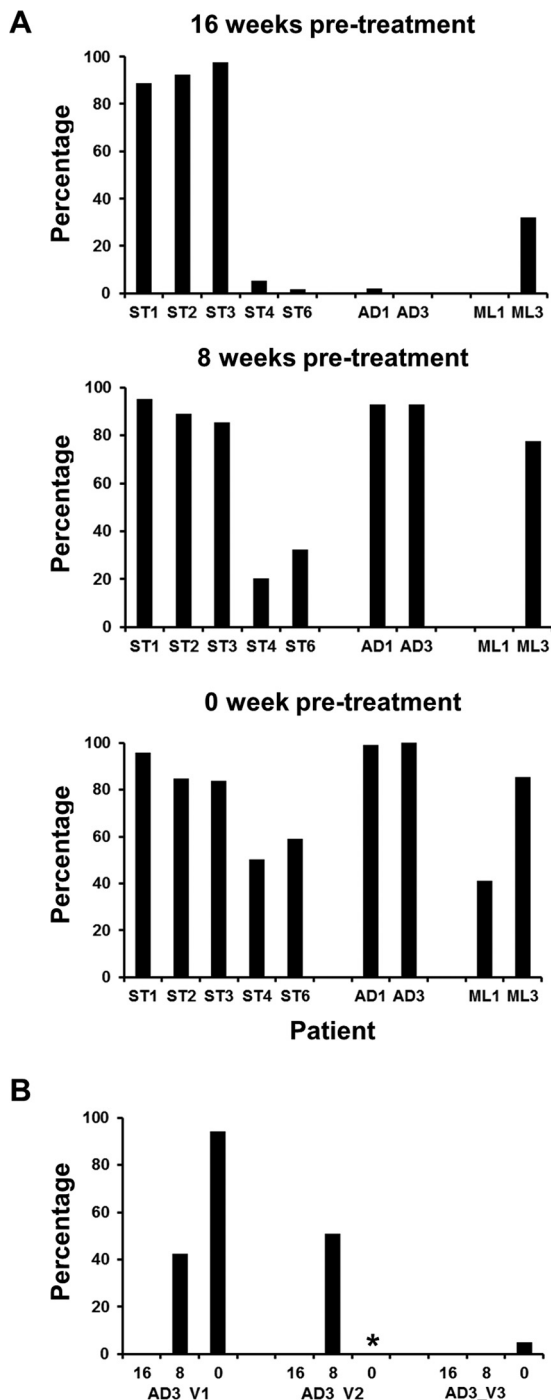 A
16 weeks pre-treatment
100
80
60
40
20
0
Percentage
ST1 ST2 ST3 ST4 ST6 AD1 AD3 ML1 ML3
8 weeks pre-treatment
100
80
60
40
20
0
Percentage
ST1 ST2 ST3 ST4 ST6 AD1 AD3 ML1 ML3
0 week pre-treatment
100
80
60
40
20
0
Percentage
ST1 ST2 ST3 ST4 ST6 AD1 AD3 ML1 ML3
Patient
B
100
80
60
40
20
0
Percentage
*
16 8 0 16 8 0 16 8 0
AD3_V1 AD3_V2 AD3_V3